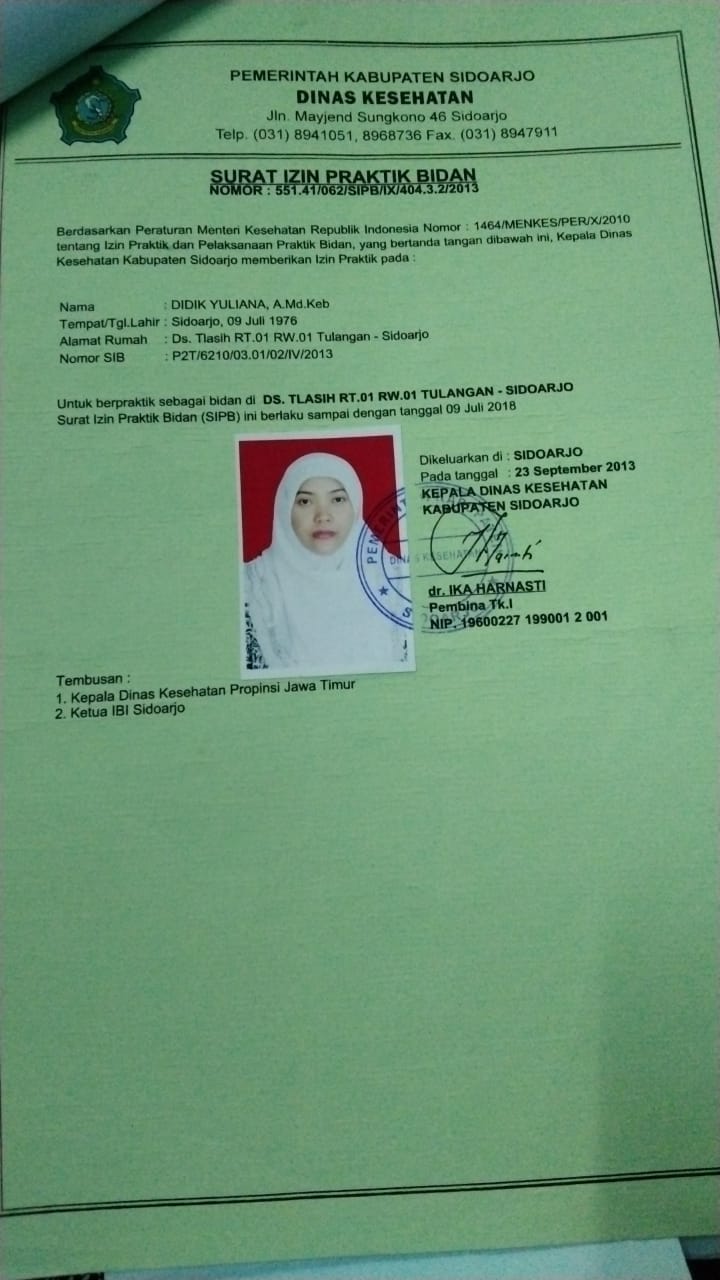 PEMERINTAH KABUPATEN SIDOARJO
DINAS KESEHATAN
Jln. Mayjend Sungkono 46 Sidoarjo
Telp. (031) 8941051, 8968736 Fax. (031) 8947911
SURAT IZIN PRAKTIK BIDAN
NOMOR : 551.41/062/SIPB/IX/404.3.2/2013
Berdasarkan Peraturan Menteri Kesehatan Republik Indonesia Nomor : 1464/MENKES/PER/X/2010
tentang Izin Praktik dan Pelaksanaan Praktik Bidan, yang bertanda tangan dibawah ini, Kepala Dinas
Kesehatan Kabupaten Sidoarjo memberikan Izin Praktik pada :
Nama : DIDIK YULIANA, A.Md.Keb
Tempat/Tgl.Lahir : Sidoarjo, 09 Juli 1976
Alamat Rumah : Ds. Tlasih RT.01 RW.01 Tulangan - Sidoarjo
Nomor SIB : P2T/6210/03.01/02/IV/2013
Untuk berpraktik sebagai bidan di DS. TLASIH RT.01 RW.01 TULANGAN - SIDOARJO
Surat Izin Praktik Bidan (SIPB) ini berlaku sampai dengan tanggal 09 Juli 2018
Dikeluarkan di : SIDOARJO
Pada tanggal : 23 September 2013
KEPALA DINAS KESEHATAN
KABUPATEN SIDOARJO
DINAS KESEHATAN
dr. IKA HARNASTI
Pembina Tk.I
NIP. 19600227 199001 2 001
Tembusan :
1. Kepala Dinas Kesehatan Propinsi Jawa Timur
2. Ketua IBI Sidoarjo